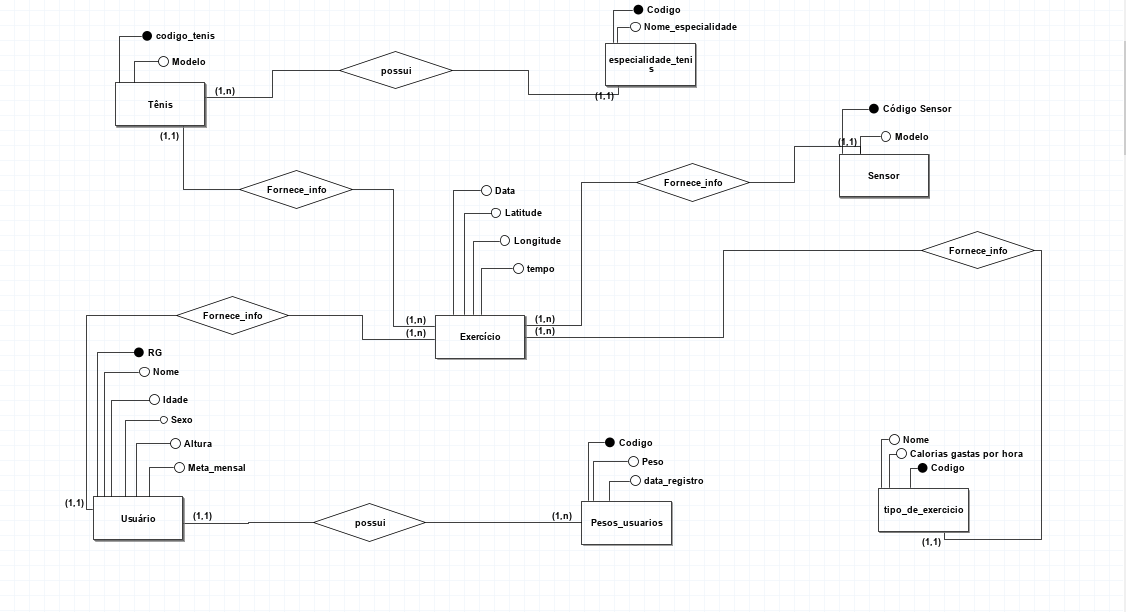 Codigo
Nome_especialidade
codigo_tenis
Modelo
especialidade_teni
s
possui
(1,n)
(1,1)
Tênis
(1,1)
Código Sensor
Modelo
(1,1)
Sensor
Fornece_info
Fornece_info
Data
Latitude
Longitude
tempo
Fornece_info
Fornece_info
(1,n)
(1,n)
(1,n)
(1,n)
Exercício
RG
Nome
Idade
Sexo
Altura
Meta_mensal
Codigo
Peso
data_registro
Nome
Calorias gastas por hora
Codigo
(1,1)
Usuário
(1,1)
possui
(1,n)
Pesos_usuarios
tipo_de_exercicio
(1,1)